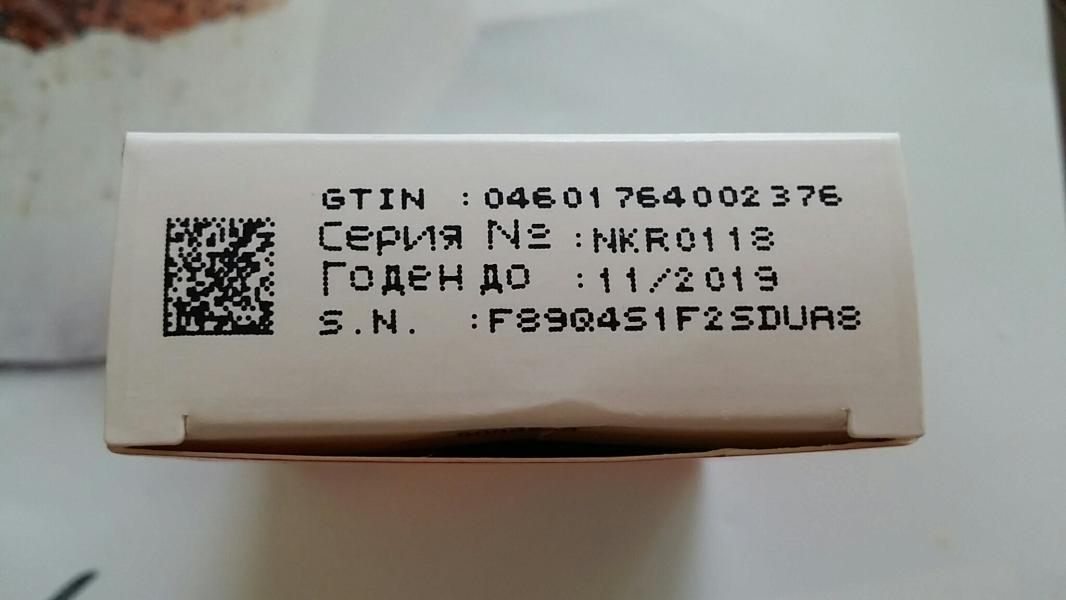 GTIN :04601764002376
Серия № :NKR0118
Годен до :11/2019
S.N. :F89Q4S1F2SDUA8